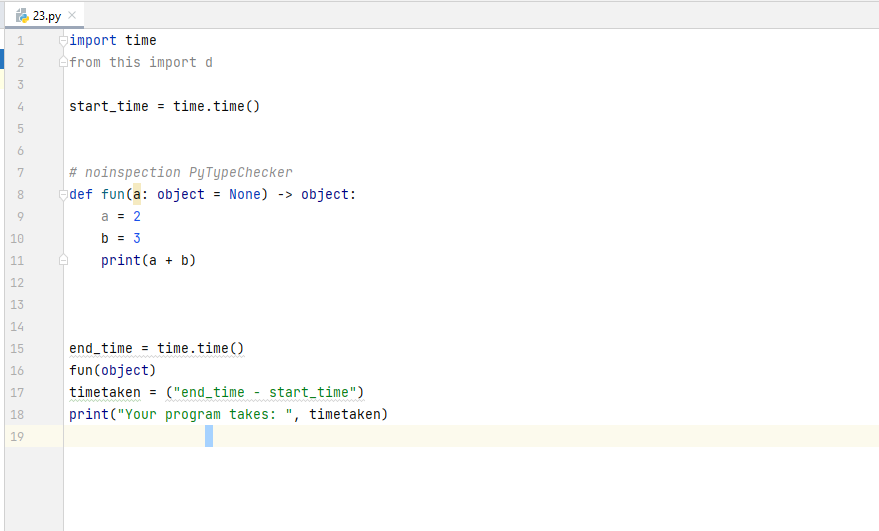 23.py
1 import time
2 from this import d
3
4 start_time = time.time()
5
6
7 # noinspection PyTypeChecker
8 def fun(a: object = None) -> object:
9     a = 2
10     b = 3
11     print(a + b)
12
13
14
15 end_time = time.time()
16 fun(object)
17 timetaken = ("end_time - start_time")
18 print("Your program takes: ", timetaken)
19